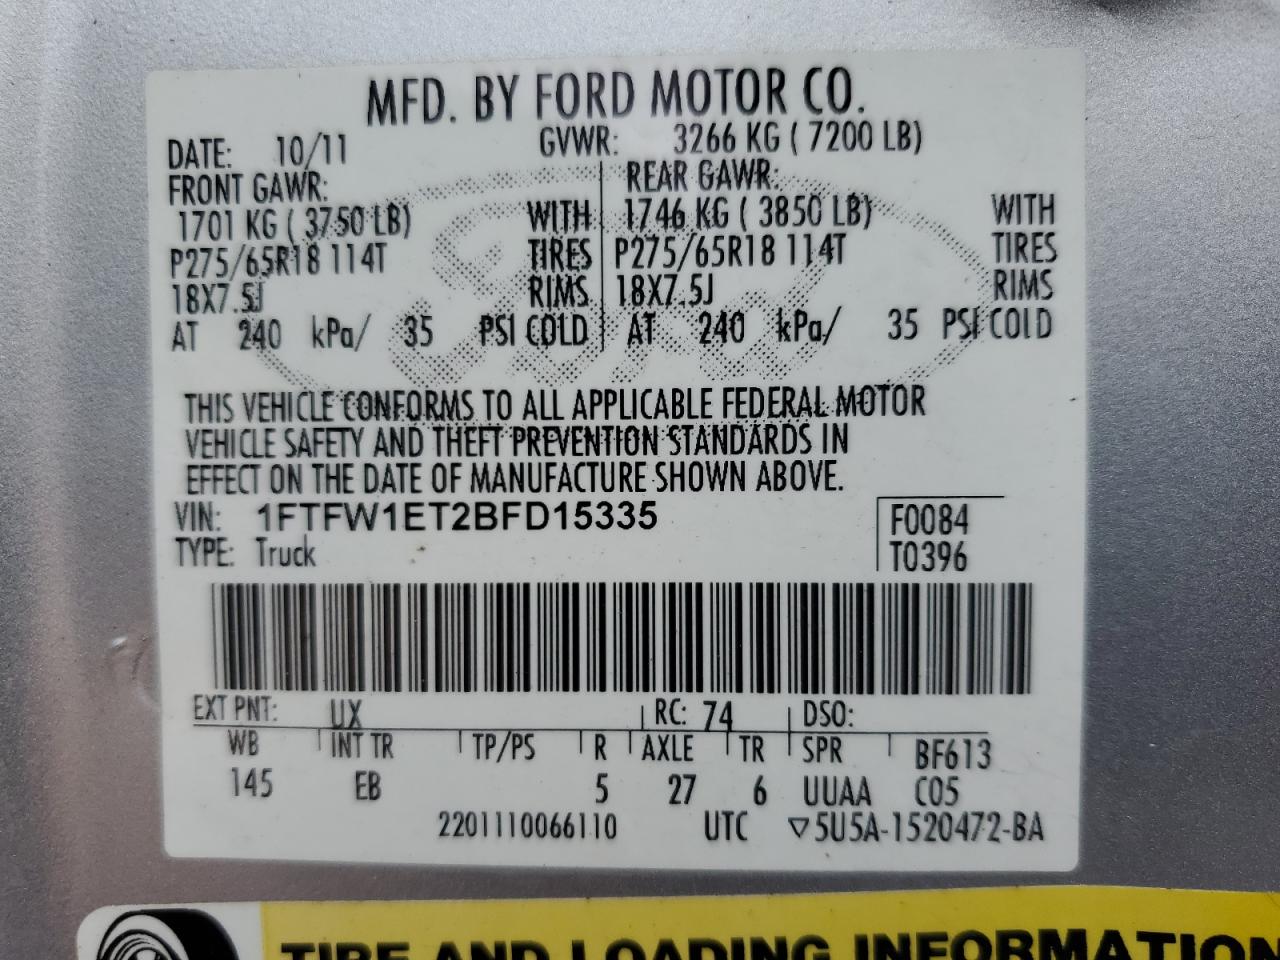 MFD. BY FORD MOTOR CO.
DATE: 10/11 GVWR: 3266 KG ( 7200 LB)
FRONT GAWR: REAR GAWR:
1701 KG ( 3750 LB) WITH 1746 KG ( 3850 LB) WITH
P275/65R18 114T TIRES P275/65R18 114T TIRES
18X7.5J RIMS 18X7.5J RIMS
AT 240 kPa/ 35 PSI COLD AT 240 kPa/ 35 PSI COLD
THIS VEHICLE CONFORMS TO ALL APPLICABLE FEDERAL MOTOR
VEHICLE SAFETY AND THEFT PREVENTION STANDARDS IN
EFFECT ON THE DATE OF MANUFACTURE SHOWN ABOVE.
VIN: 1FTFW1ET2BFD15335 F0084
TYPE: Truck T0396
EXT PNT: UX RC: 74 DSO:
WB INT TR TP/PS R AXLE TR SPR BF613
145 EB 5 27 6 UUAA C05
2201110066110 UTC ▽5U5A-1520472-BA
TIRE AND LOADING INFORMATION